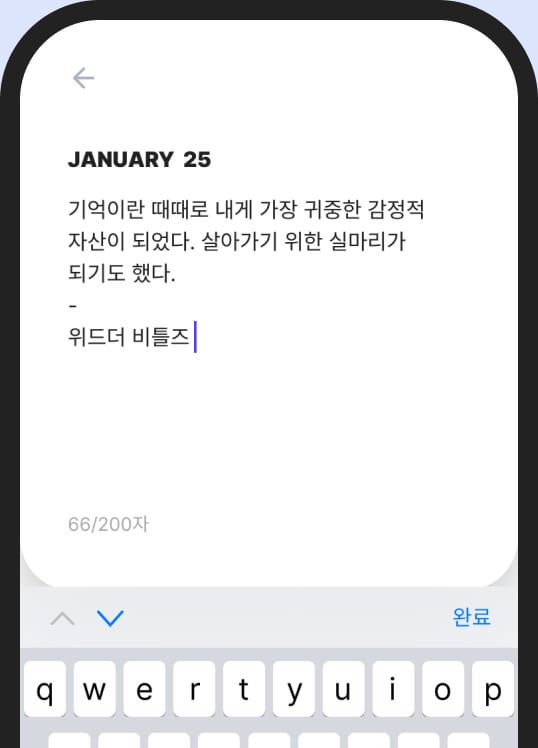 JANUARY 25
기억이란 때때로 내게 가장 귀중한 감정적
자산이 되었다. 살아가기 위한 실마리가
되기도 했다.
-
위드더 비틀즈
66/200자
완료
q w e r t y u i o p